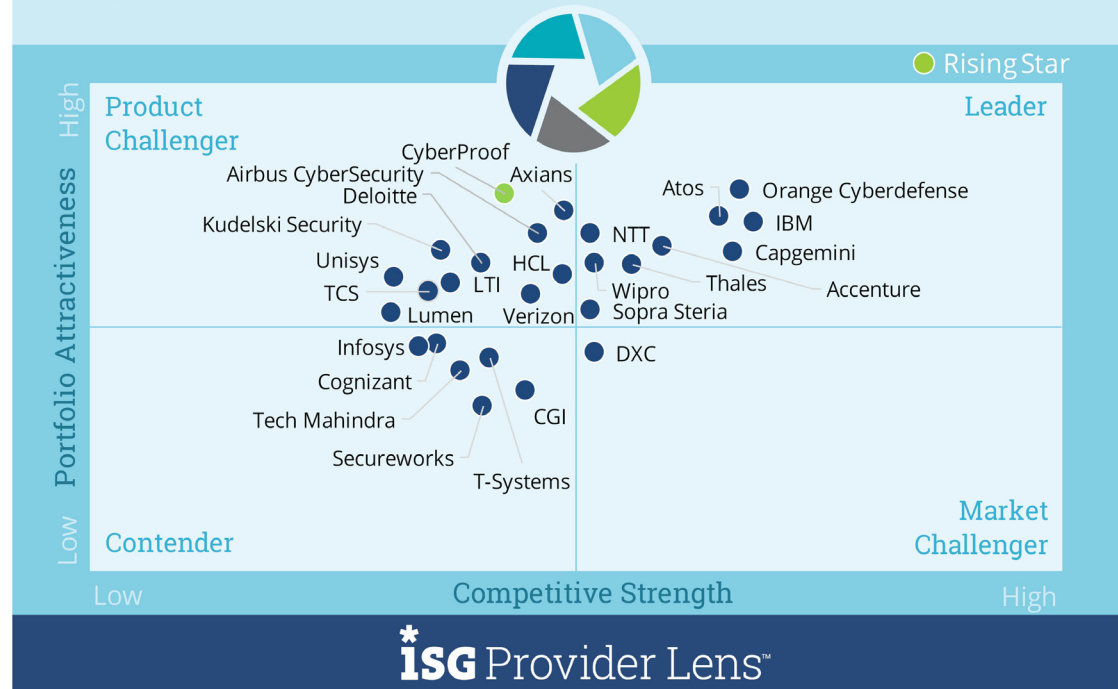 Rising Star
High
Product
Challenger
Leader
CyberProof
Airbus CyberSecurity
Axians
Deloitte
Atos
Orange Cyberdefense
Kudelski Security
NTT
IBM
Capgemini
Unisys
HCL
TCS
LTI
Wipro
Thales
Accenture
Lumen
Verizon
Sopra Steria
Portfolio Attractiveness
Infosys
DXC
Cognizant
Tech Mahindra
CGI
Secureworks
T-Systems
Low
Contender
Market
Challenger
Low
Competitive Strength
High
*ISG Provider Lens™